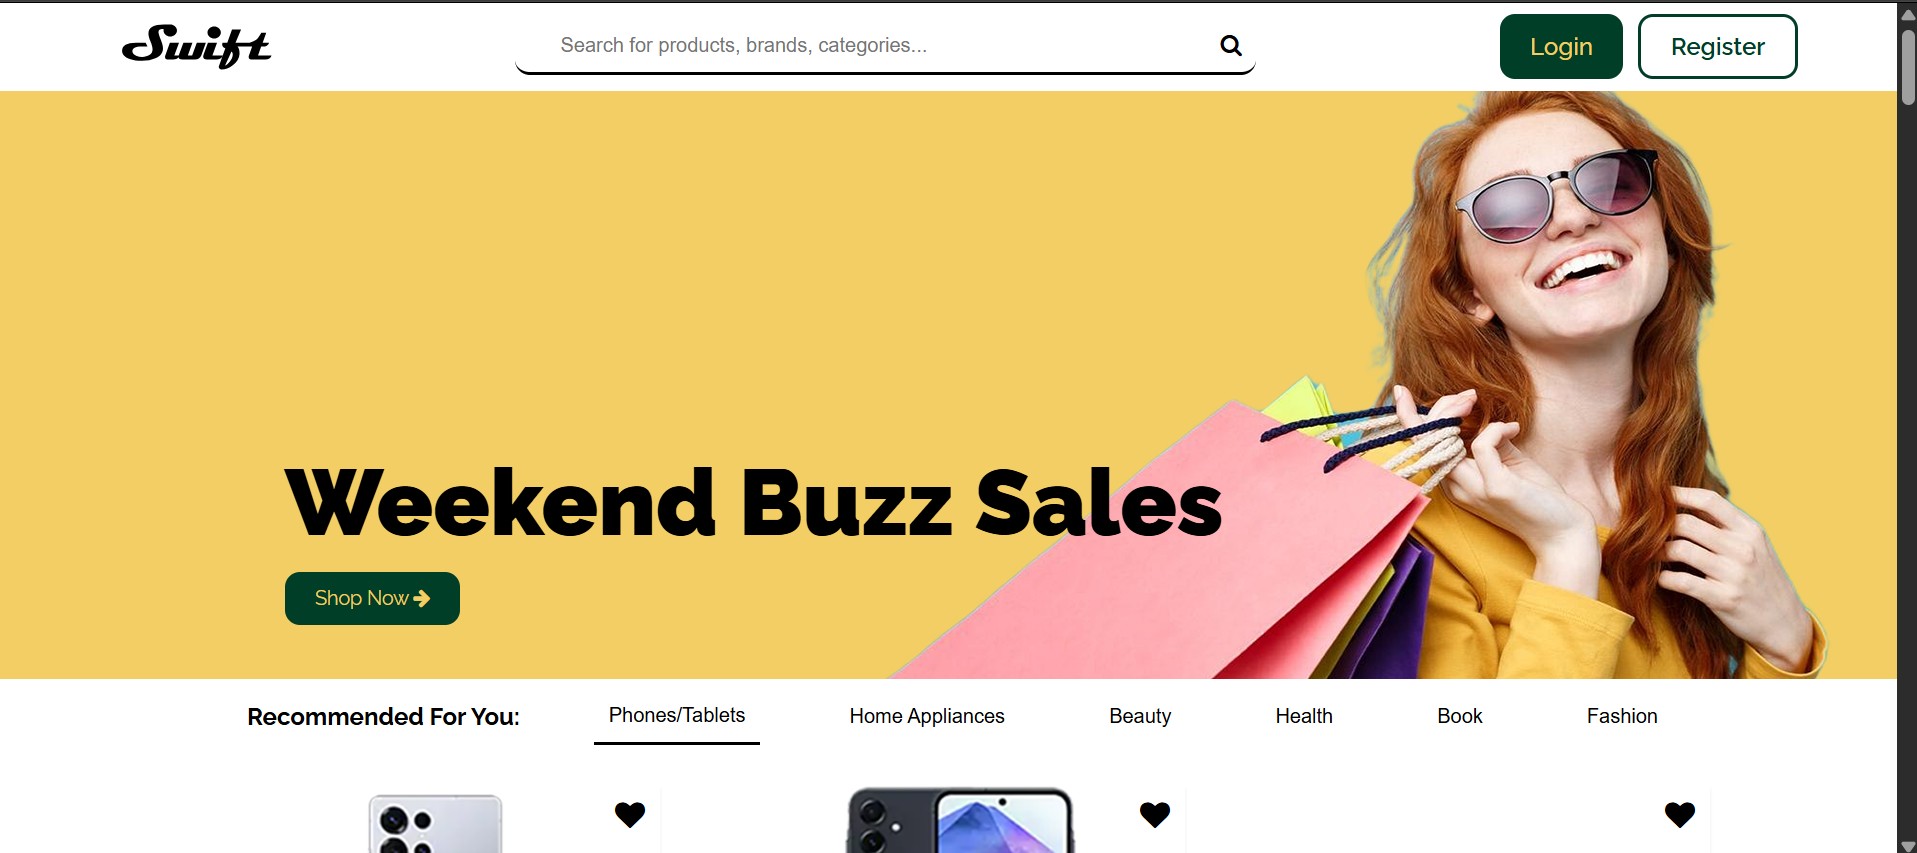 Swift
Search for products, brands, categories...
Login
Register
Weekend Buzz Sales
Shop Now
Recommended For You:
Phones/Tablets
Home Appliances
Beauty
Health
Book
Fashion